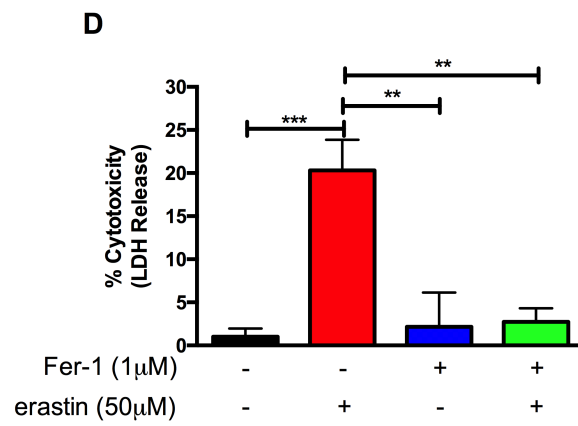 D
**
**
***
30
25
20
15
10
5
0
% Cytotoxicity
(LDH Release)
Fer-1 (1μM) - - + +
erastin (50μM) - + - +